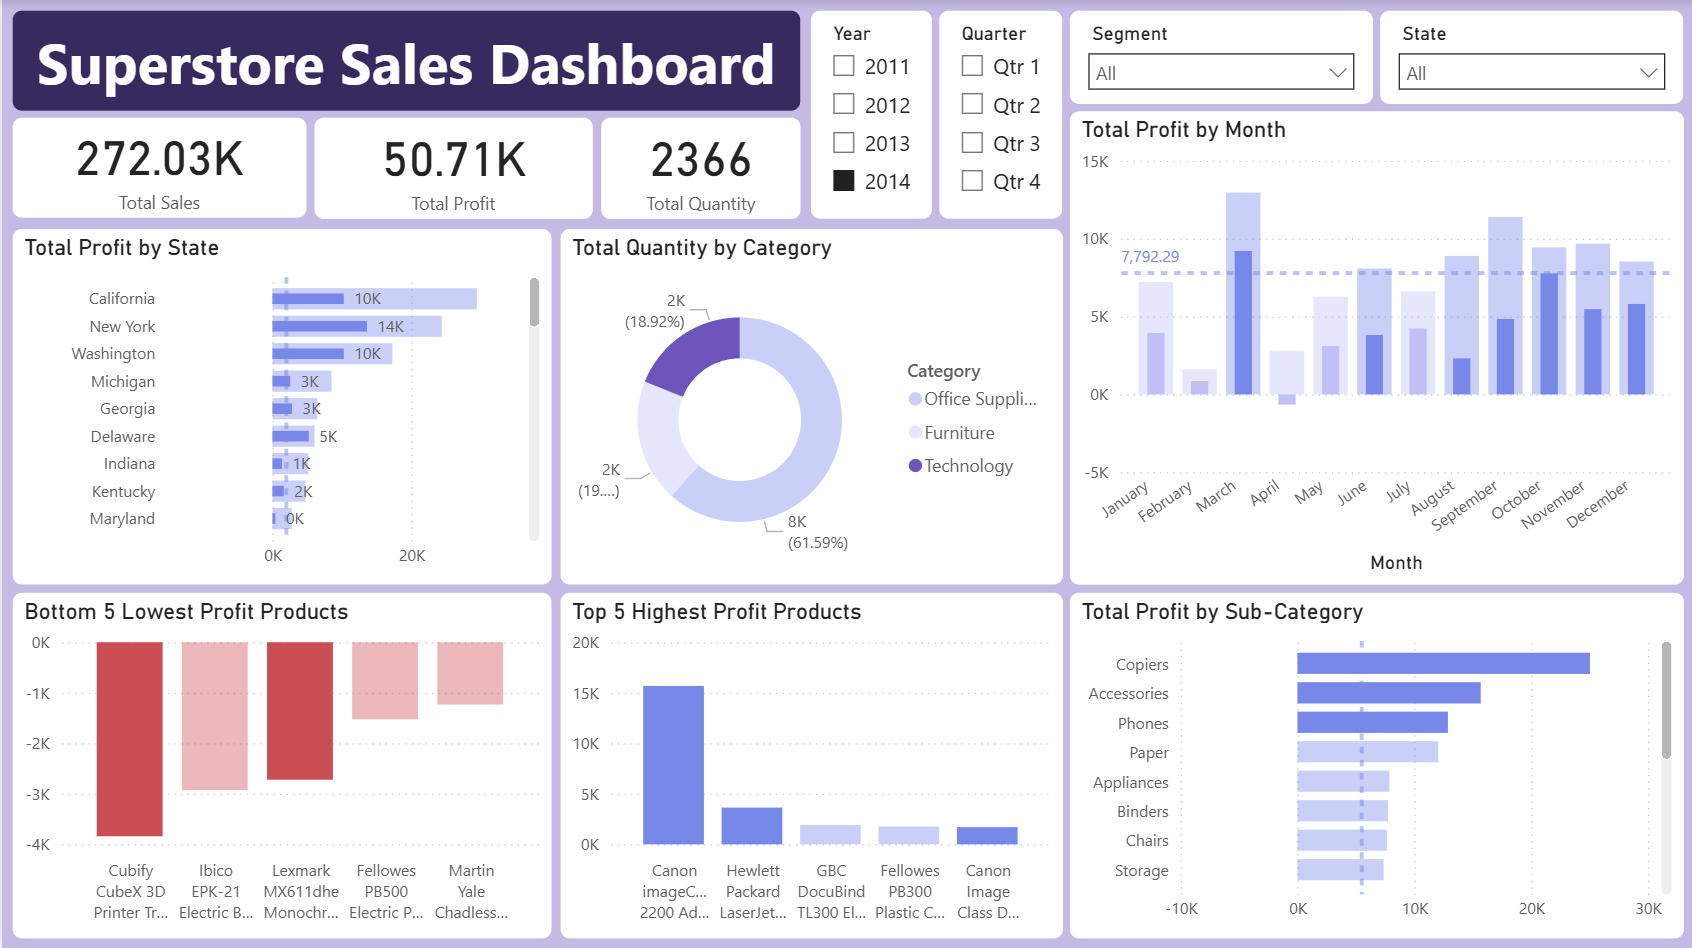 Superstore Sales Dashboard
272.03K
Total Sales
50.71K
Total Profit
2366
Total Quantity
Year
2011
2012
2013
2014
Quarter
Qtr 1
Qtr 2
Qtr 3
Qtr 4
Segment
All
State
All
Total Profit by State
California 10K
New York 14K
Washington 10K
Michigan 3K
Georgia 3K
Delaware 5K
Indiana 1K
Kentucky 2K
Maryland 0K
0K 20K
Total Quantity by Category
2K
(18.92%)
2K
(19....)
8K
(61.59%)
Category
Office Suppli...
Furniture
Technology
Total Profit by Month
15K
10K
7,792.29
5K
0K
-5K
January February March April May June July August September October November December
Month
Bottom 5 Lowest Profit Products
0K
-1K
-2K
-3K
-4K
Cubify
CubeX 3D
Printer Tr...
Ibico
EPK-21
Electric B...
Lexmark
MX611dhe
Monochr...
Fellowes
PB500
Electric P...
Martin
Yale
Chadless...
Top 5 Highest Profit Products
20K
15K
10K
5K
0K
Canon
imageC...
2200 Ad...
Hewlett
Packard
LaserJet...
GBC
DocuBind
TL300 El...
Fellowes
PB300
Plastic C...
Canon
Image
Class D...
Total Profit by Sub-Category
Copiers
Accessories
Phones
Paper
Appliances
Binders
Chairs
Storage
-10K 0K 10K 20K 30K